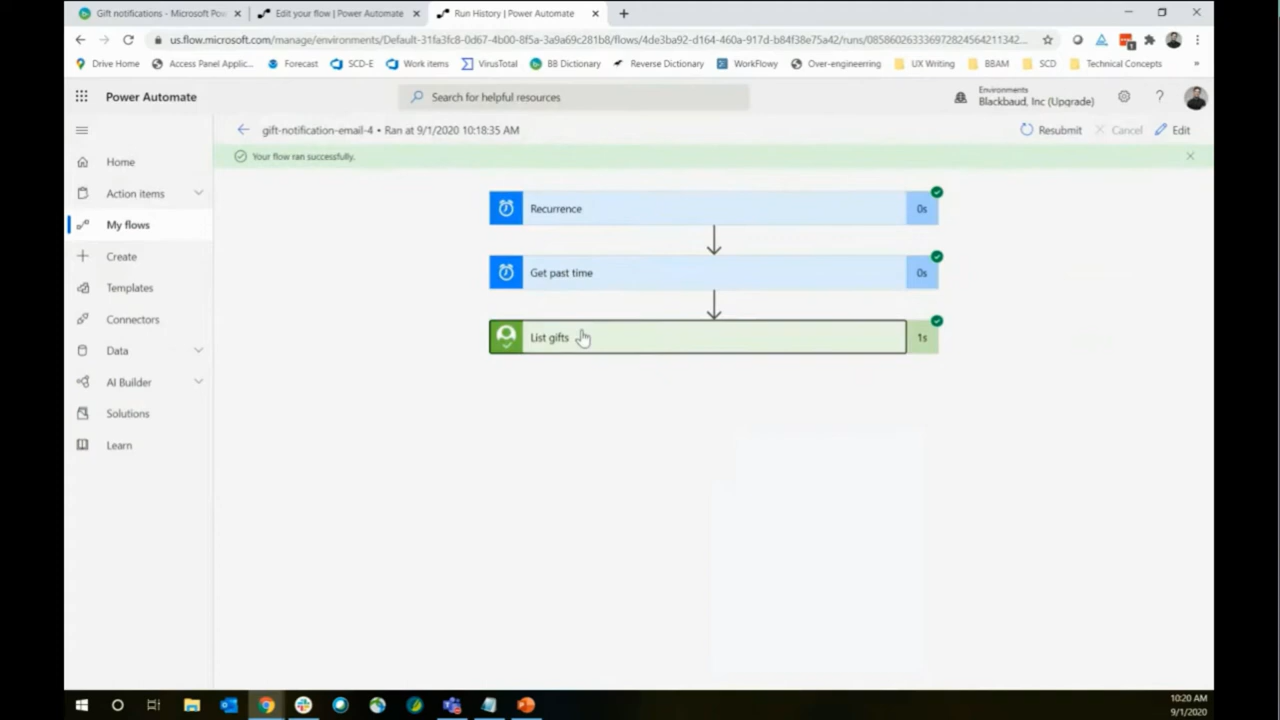 Gift notifications - Microsoft Pow
Edit your flow | Power Automate
Run History | Power Automate
us.flow.microsoft.com/manage/environments/Default-31fa3fc8-0d67-4b00-8f5a-3a9a69c281b8/flows/4de3ba92-d164-460a-917d-b84f38e75a42/runs/08586026333697282456421134 2...
Drive Home
Access Panel Applic...
Forecast
SCD-E
Work items
VirusTotal
BB Dictionary
Reverse Dictionary
WorkFlowy
Over-engineering
UX Writing
BBAM
SCD
Technical Concepts
»
Power Automate
Search for helpful resources
Environments
Blackbaud, Inc (Upgrade)
?
gift-notification-email-4 • Ran at 9/1/2020 10:18:35 AM
Resubmit
Cancel
Edit
Your flow ran successfully.
Home
Action items
My flows
Create
Templates
Connectors
Data
AI Builder
Solutions
Learn
Recurrence
0s
Get past time
0s
List gifts
1s
10:20 AM
9/1/2020